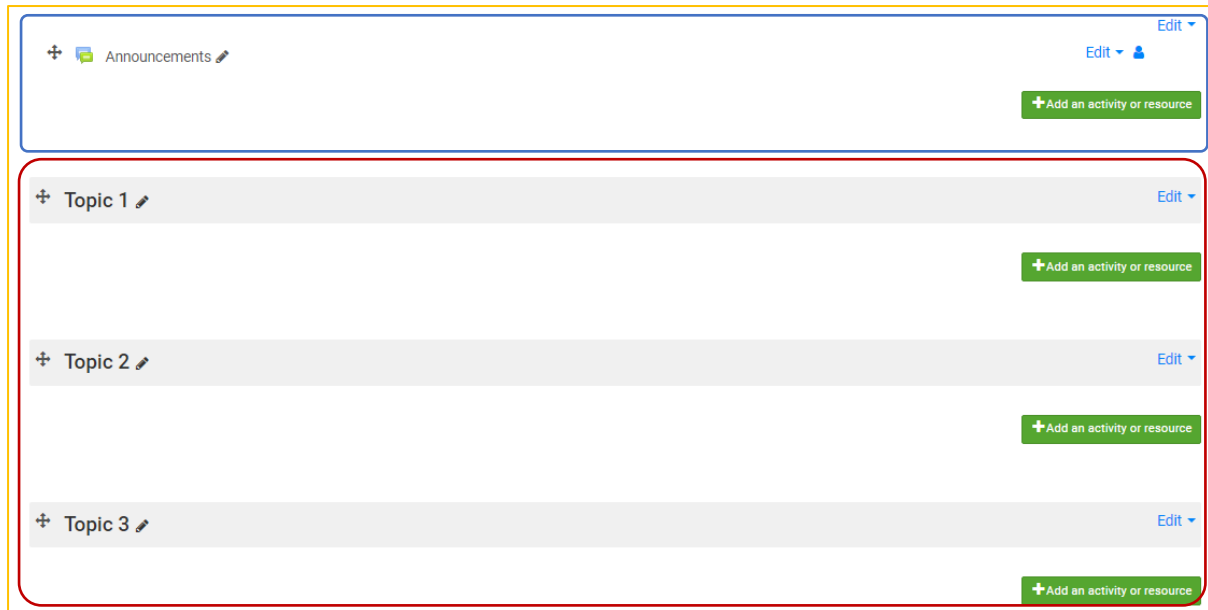 Edit
Announcements Edit
Add an activity or resource
Topic 1 Edit
Add an activity or resource
Topic 2 Edit
Add an activity or resource
Topic 3 Edit
Add an activity or resource